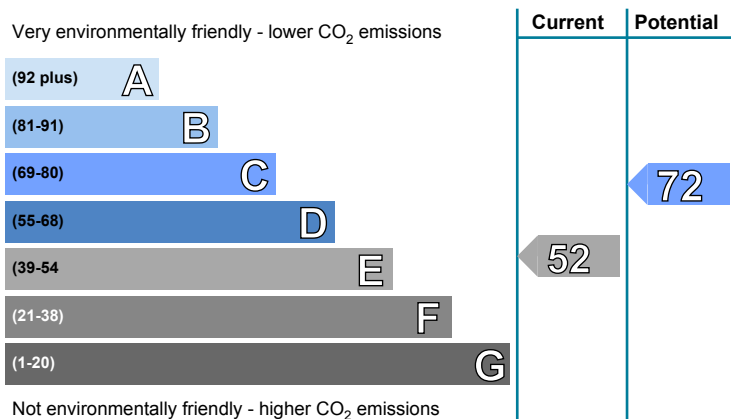 Very environmentally friendly - lower CO₂ emissions
Current
Potential
(92 plus) A
(81-91) B
(69-80) C
72
(55-68) D
(39-54 E
52
(21-38) F
(1-20) G
Not environmentally friendly - higher CO₂ emissions